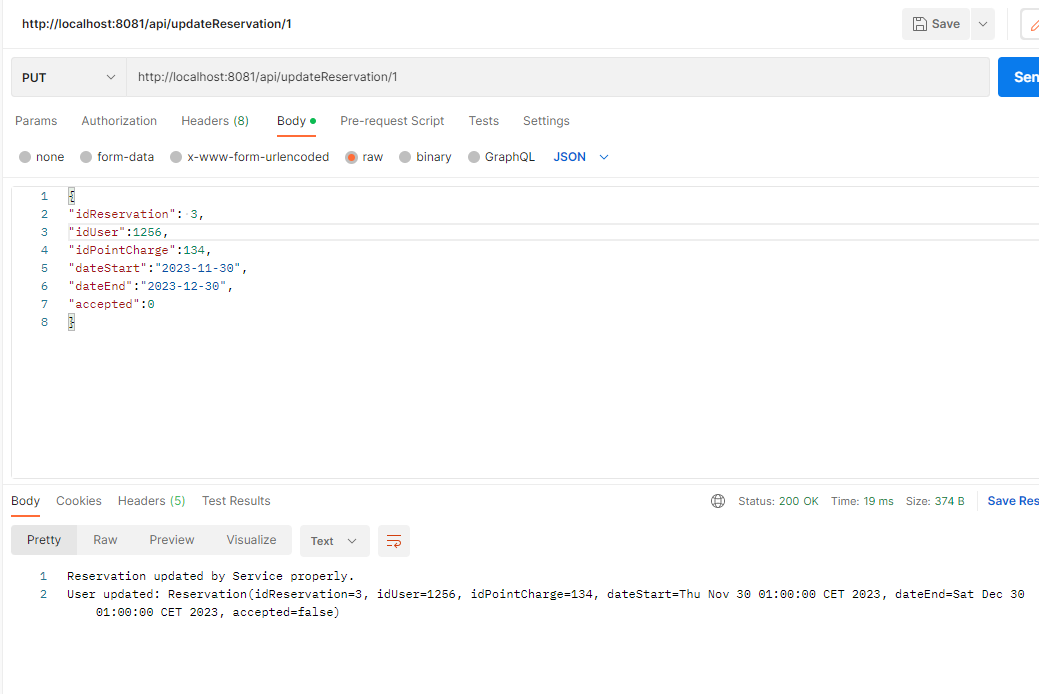 http://localhost:8081/api/updateReservation/1
Save
PUT
http://localhost:8081/api/updateReservation/1
Sen
Params Authorization Headers (8) Body Pre-request Script Tests Settings
none form-data x-www-form-urlencoded raw binary GraphQL JSON
1 {
2 "idReservation": 3,
3 "idUser":1256,
4 "idPointCharge":134,
5 "dateStart":"2023-11-30",
6 "dateEnd":"2023-12-30",
7 "accepted":0
8 }
Body Cookies Headers (5) Test Results
Status: 200 OK Time: 19 ms Size: 374 B Save Res
Pretty Raw Preview Visualize Text
1 Reservation updated by Service properly.
2 User updated: Reservation(idReservation=3, idUser=1256, idPointCharge=134, dateStart=Thu Nov 30 01:00:00 CET 2023, dateEnd=Sat Dec 30
01:00:00 CET 2023, accepted=false)